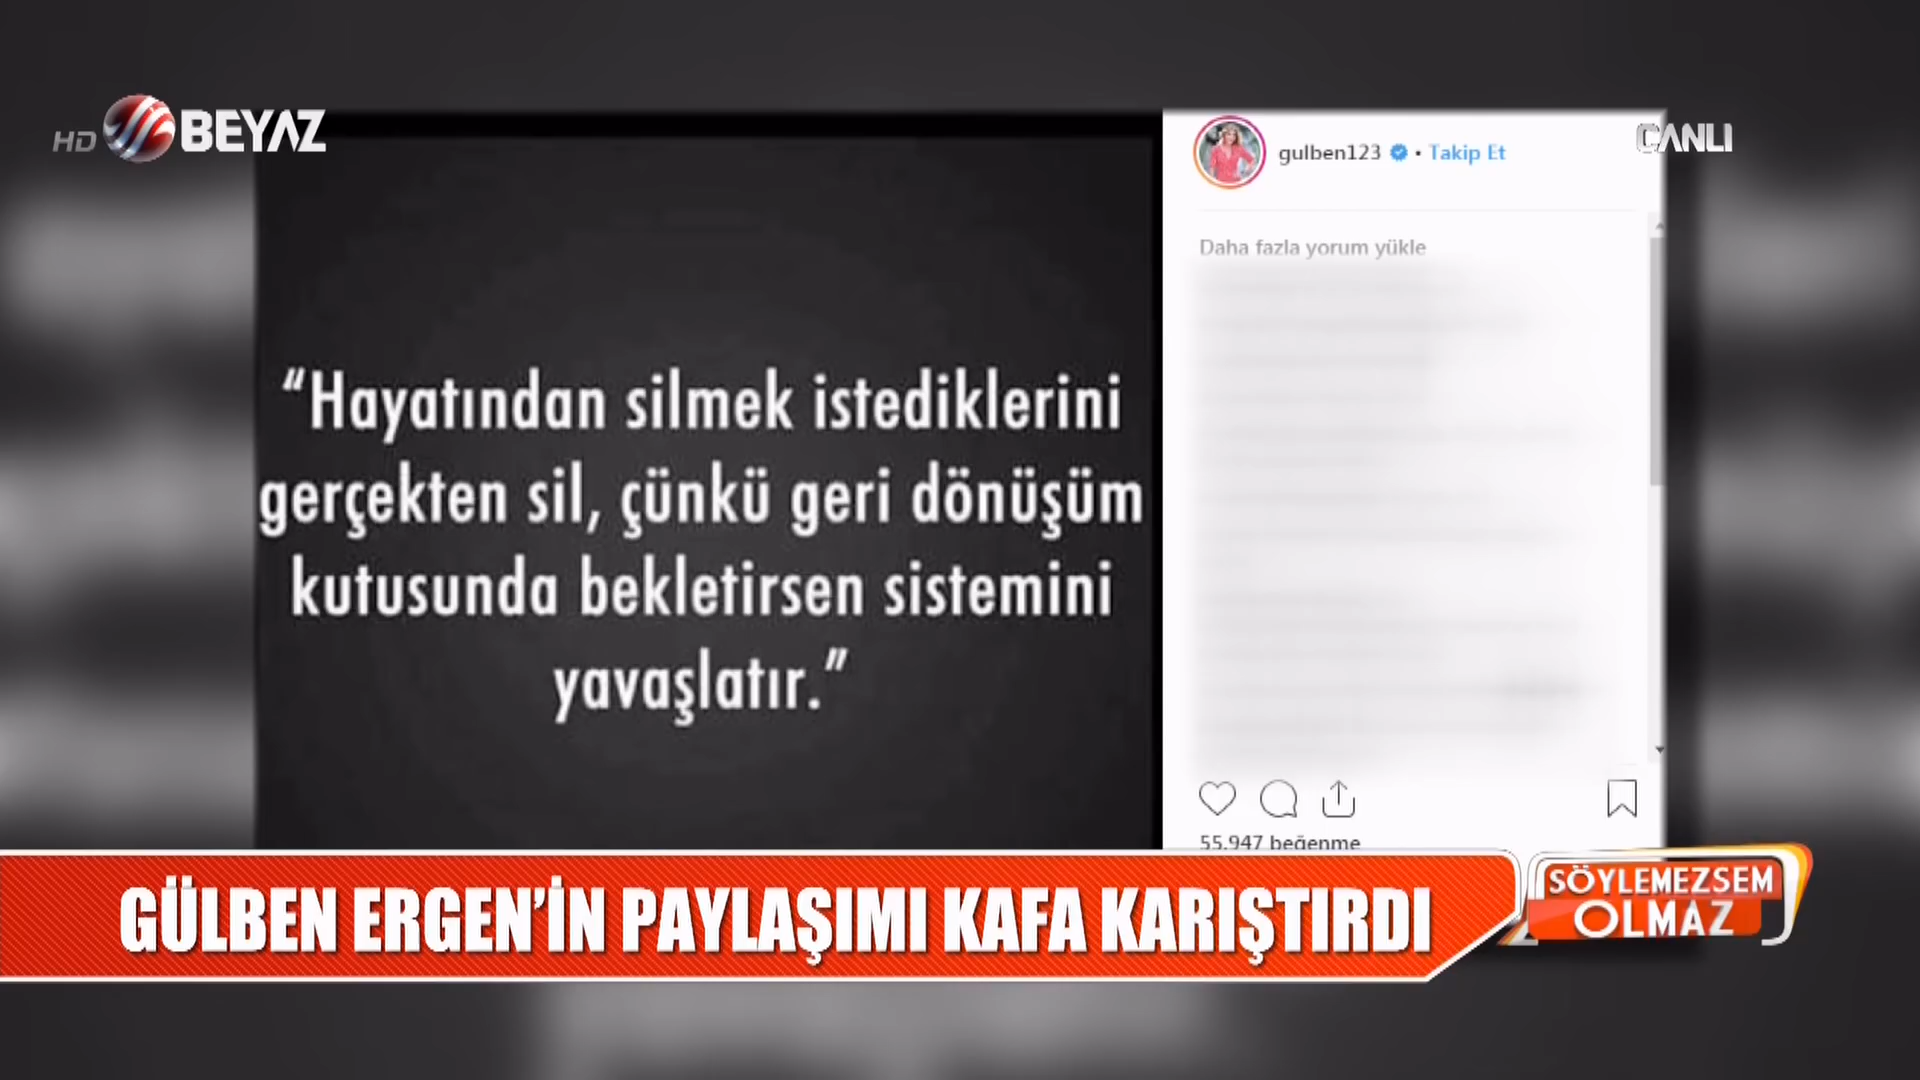 HD BEYAZ
CANLI
gulben123 • Takip Et
Daha fazla yorum yükle
“Hayatından silmek istediklerini
gerçekten sil, çünkü geri dönüşüm
kutusunda bekletirsen sistemini
yavaşlatır.”
55.947 beğenme
GÜLBEN ERGEN’İN PAYLAŞIMI KAFA KARIŞTIRDI
SÖYLEMEZSEM
OLMAZ